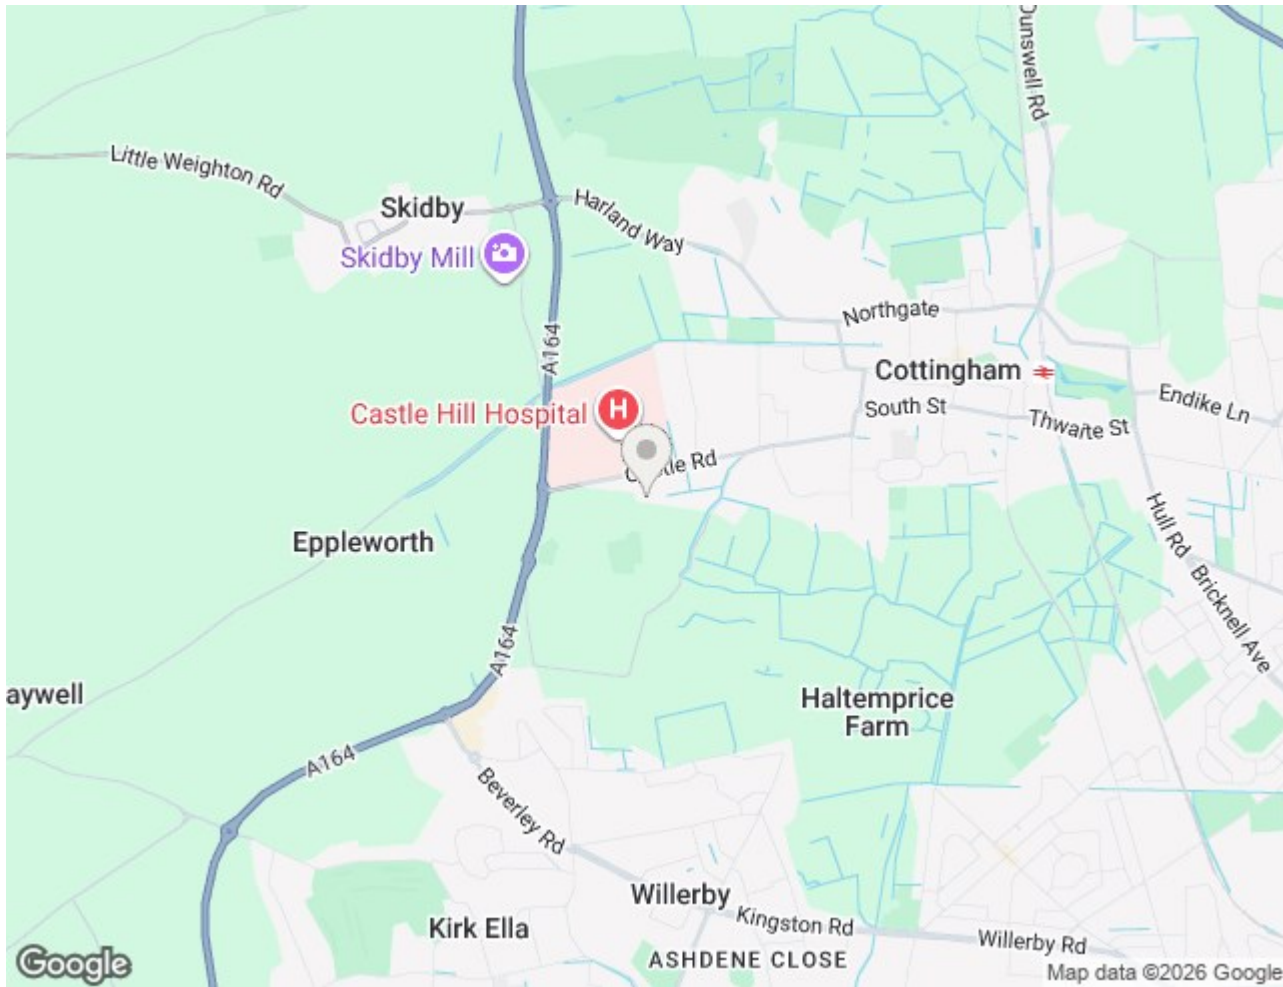 Dunswell Rd
Little Weighton Rd
Skidby
Harland Way
Skidby Mill
Northgate
A164
Cottingham
Castle Hill Hospital
H
South St
Endike Ln
Thwaite St
Castle Rd
Eppleworth
Hull Rd
Bricknell Ave
A164
aywell
Haltemprice
Farm
A164
Beverley Rd
Willerby
Kirk Ella
Kingston Rd
Willerby Rd
ASHDENE CLOSE
Google
Map data ©2026 Google